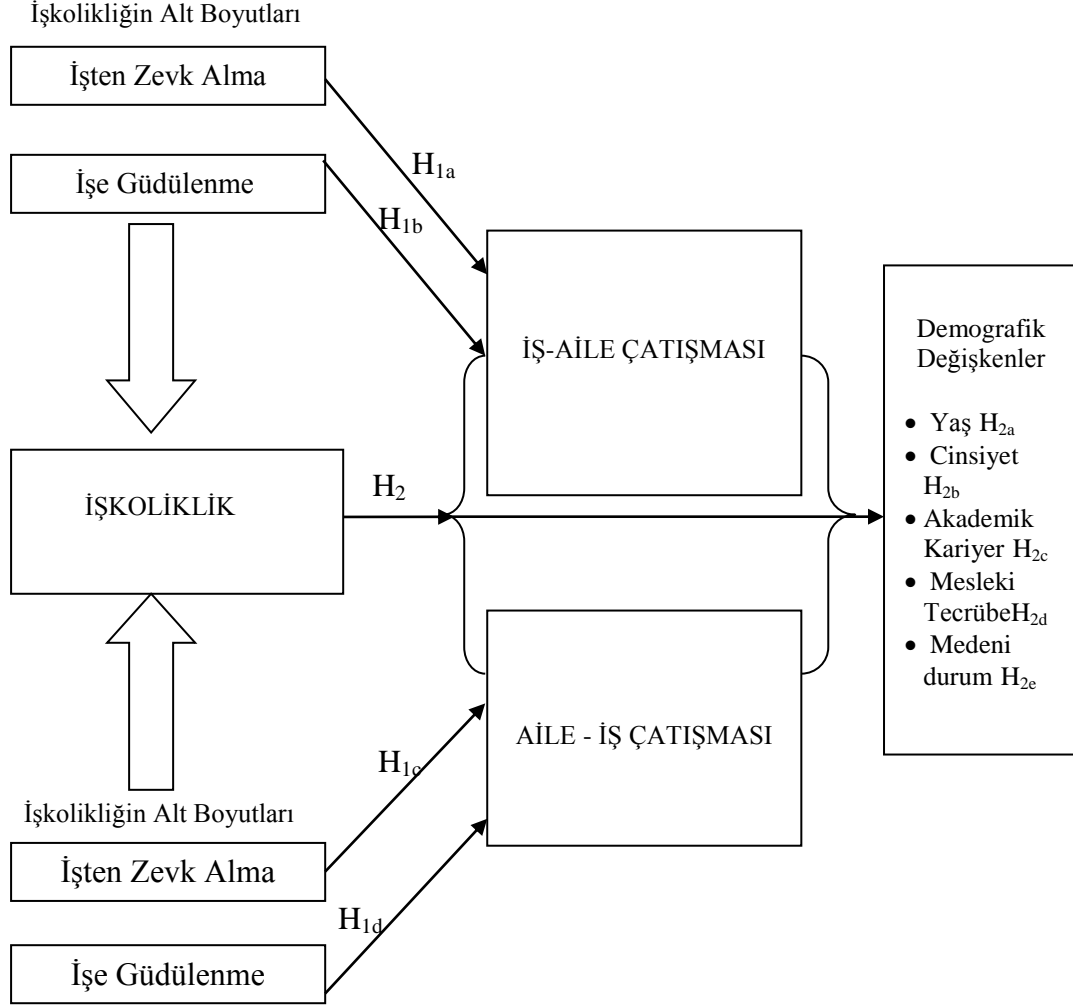 İşkolikliğin Alt Boyutları
İşten Zevk Alma
İşe Güdülenme
H1a
H1b
İŞ-AİLE ÇATIŞMASI
İŞKOLİKLİK
H2
AİLE - İŞ ÇATIŞMASI
Demografik
Değişkenler
• Yaş H2a
• Cinsiyet
H2b
• Akademik
Kariyer H2c
• Mesleki
TecrübeH2d
• Medeni
durum H2e
H1c
İşkolikliğin Alt Boyutları
İşten Zevk Alma
H1d
İşe Güdülenme